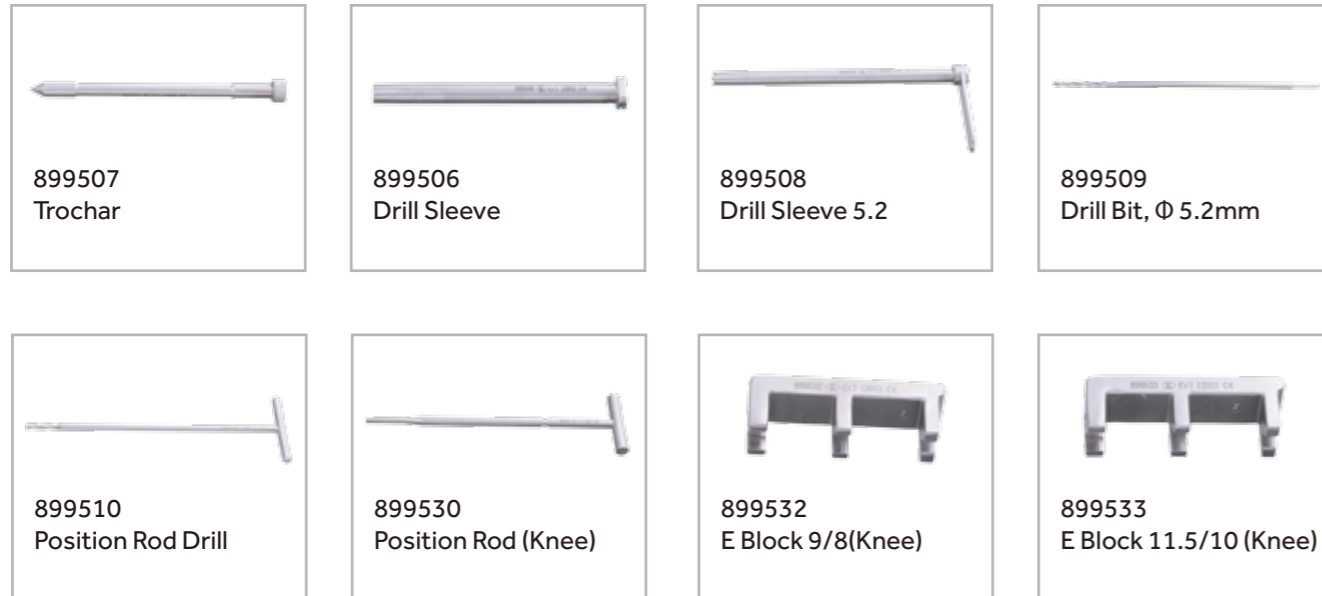 899507
Trochar
899506
Drill Sleeve
899508
Drill Sleeve 5.2
899509
Drill Bit, Φ 5.2mm
899510
Position Rod Drill
899530
Position Rod (Knee)
899532
E Block 9/8(Knee)
899533
E Block 11.5/10 (Knee)